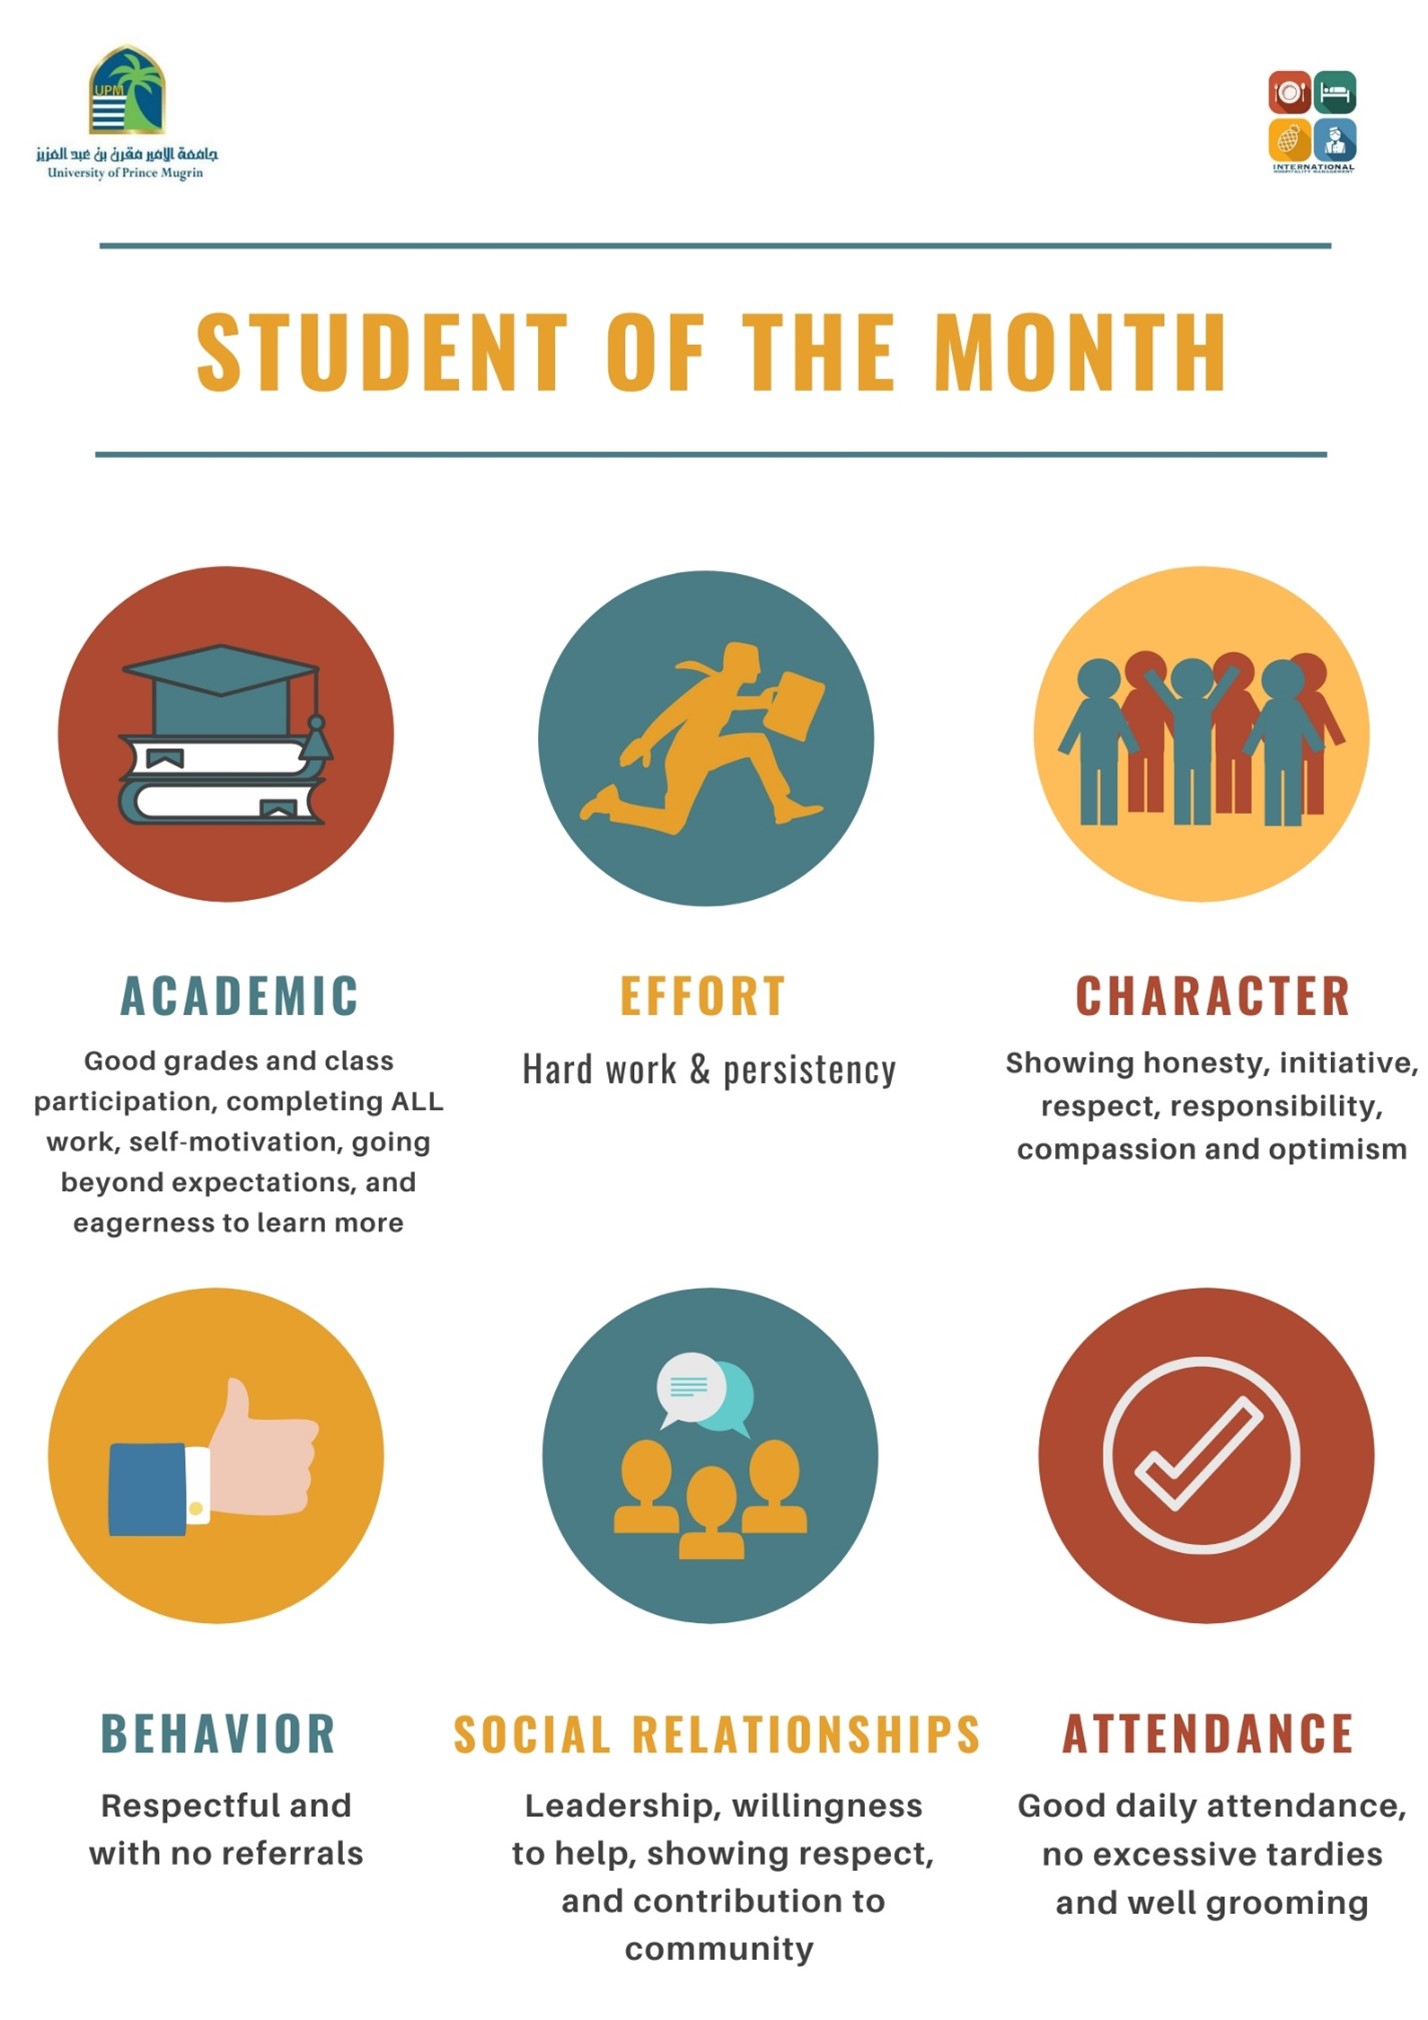 UPM
جامعة الامير مقرن بن عبد العزيز
University of Prince Mugrin
INTERNATIONAL
HOSPITALITY MANAGEMENT
STUDENT OF THE MONTH
ACADEMIC
Good grades and class
participation, completing ALL
work, self-motivation, going
beyond expectations, and
eagerness to learn more
EFFORT
Hard work & persistency
CHARACTER
Showing honesty, initiative,
respect, responsibility,
compassion and optimism
BEHAVIOR
Respectful and
with no referrals
SOCIAL RELATIONSHIPS
Leadership, willingness
to help, showing respect,
and contribution to
community
ATTENDANCE
Good daily attendance,
no excessive tardies
and well grooming